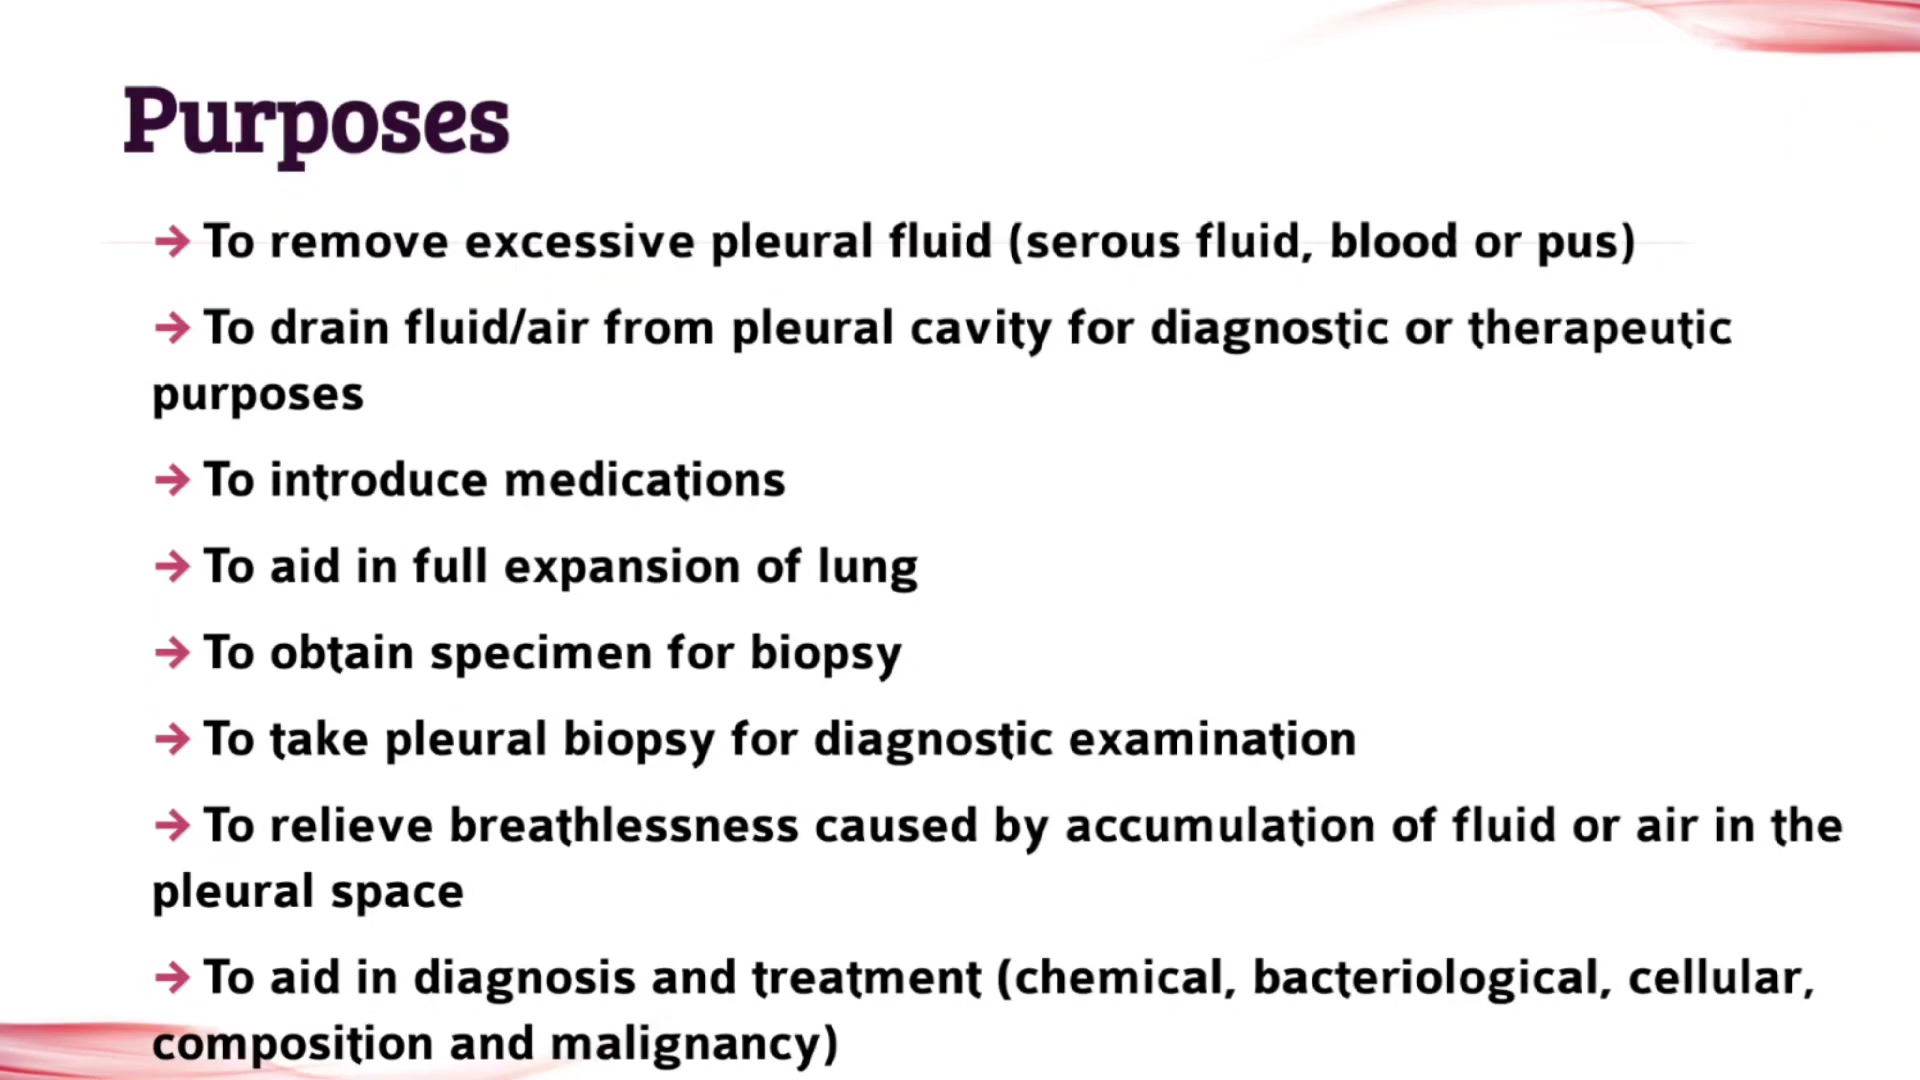 Purposes
→ To remove excessive pleural fluid (serous fluid, blood or pus)
→ To drain fluid/air from pleural cavity for diagnostic or therapeutic
purposes
→ To introduce medications
→ To aid in full expansion of lung
→ To obtain specimen for biopsy
→ To take pleural biopsy for diagnostic examination
→ To relieve breathlessness caused by accumulation of fluid or air in the
pleural space
→ To aid in diagnosis and treatment (chemical, bacteriological, cellular,
composition and malignancy)